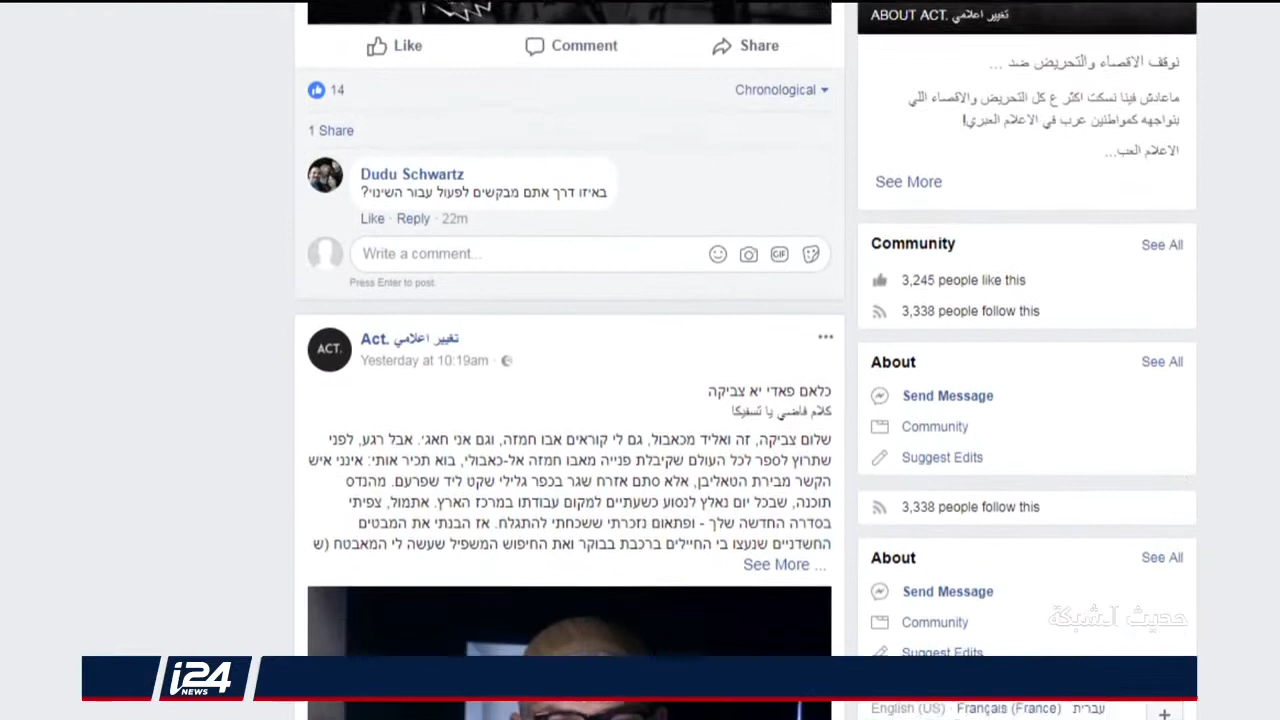 Like Comment Share
14 Chronological
1 Share
Dudu Schwartz
באיזו דרך אתם מבקשים לפעול עבור השינוי?
Like · Reply · 22m
Write a comment...
GIF
Press Enter to post.
ACT.
Act. تغيير اعلامي
Yesterday at 10:19am ·
כלאם פאדי יא צביקה
كلام فاضي يا تسفيكا
שלום צביקה, זה ואליד מכאבול, גם לי קוראים אבו חמזה, וגם אני חאגי. אבל רגע, לפני
שתרוץ לספר לכל העולם שקיבלת פנייה מאבו חמזה אל-כאבולי, בוא תכיר אותי: אינני איש
הקשר מבירת הטאליבן, אלא סתם אזרח שגר בכפר גלילי שקט ליד שפרעם. מהנדס
תוכנה, שבכל יום נאלץ לנסוע כשעתיים למקום עבודתו במרכז הארץ. אתמול, צפיתי
בסדרה החדשה שלך - ופתאום נזכרתי ששכחתי להתגלח. אז הבנתי את המבטים
החשדניים שנעצו בי החיילים ברכבת בבוקר ואת החיפוש המשפיל שעשה לי המאבטח (ש
... See More
ABOUT ACT. تغيير اعلامي
نوقف الاقصاء والتحريض ضد ...
ماعادش فينا نسكت اكثر ع كل التحريض والاقصاء اللي
بنواجهه كمواطنين عرب في الاعلام العبري!
الاعلام العب...
See More
Community See All
3,245 people like this
3,338 people follow this
About See All
Send Message
Community
Suggest Edits
3,338 people follow this
About See All
Send Message
Community
Suggest Edits
حديث الشبكة
i24
NEWS
English (US) · Français (France) · עברית